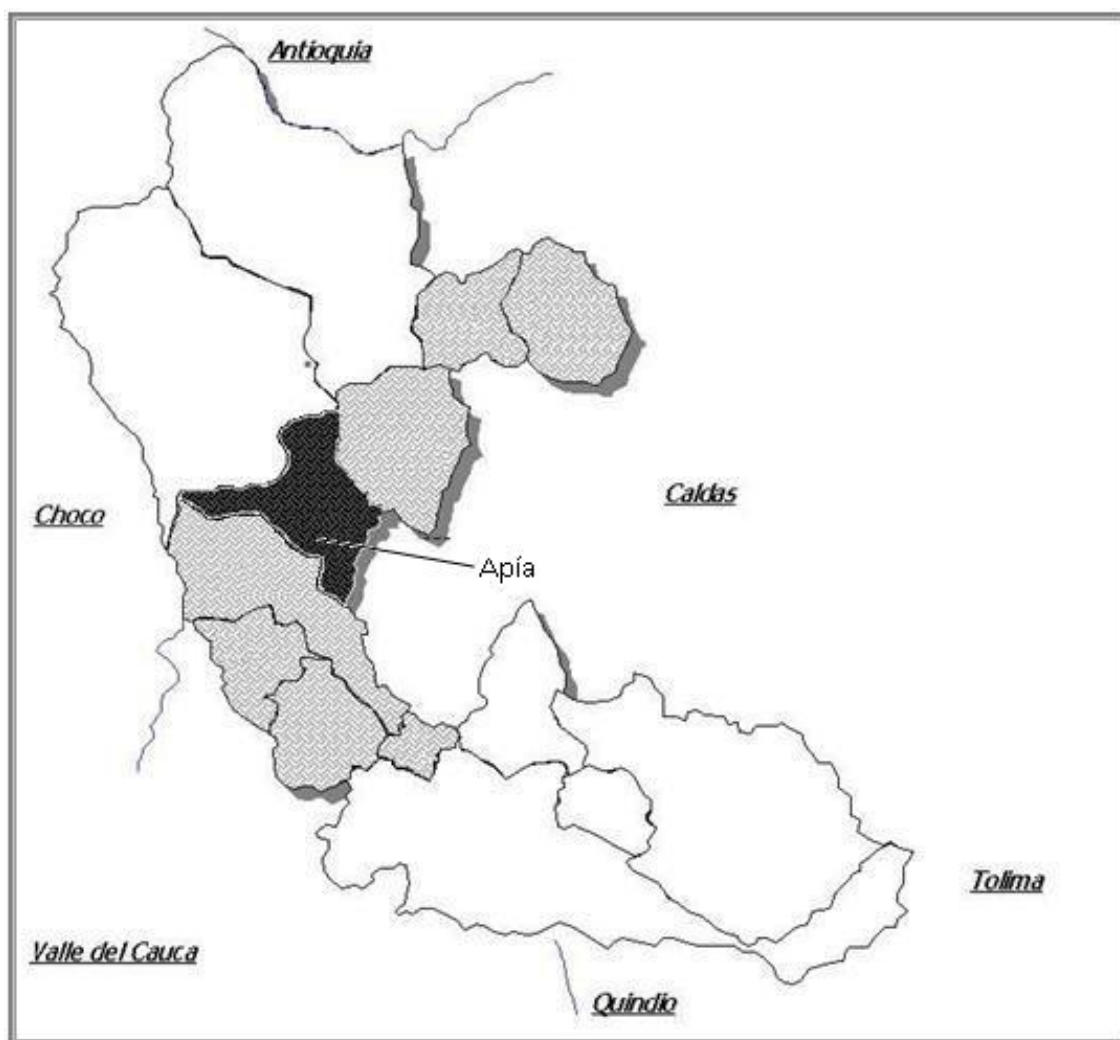 Antioquia
Choco
Caldas
Apía
Tolima
Valle del Cauca
Quindio